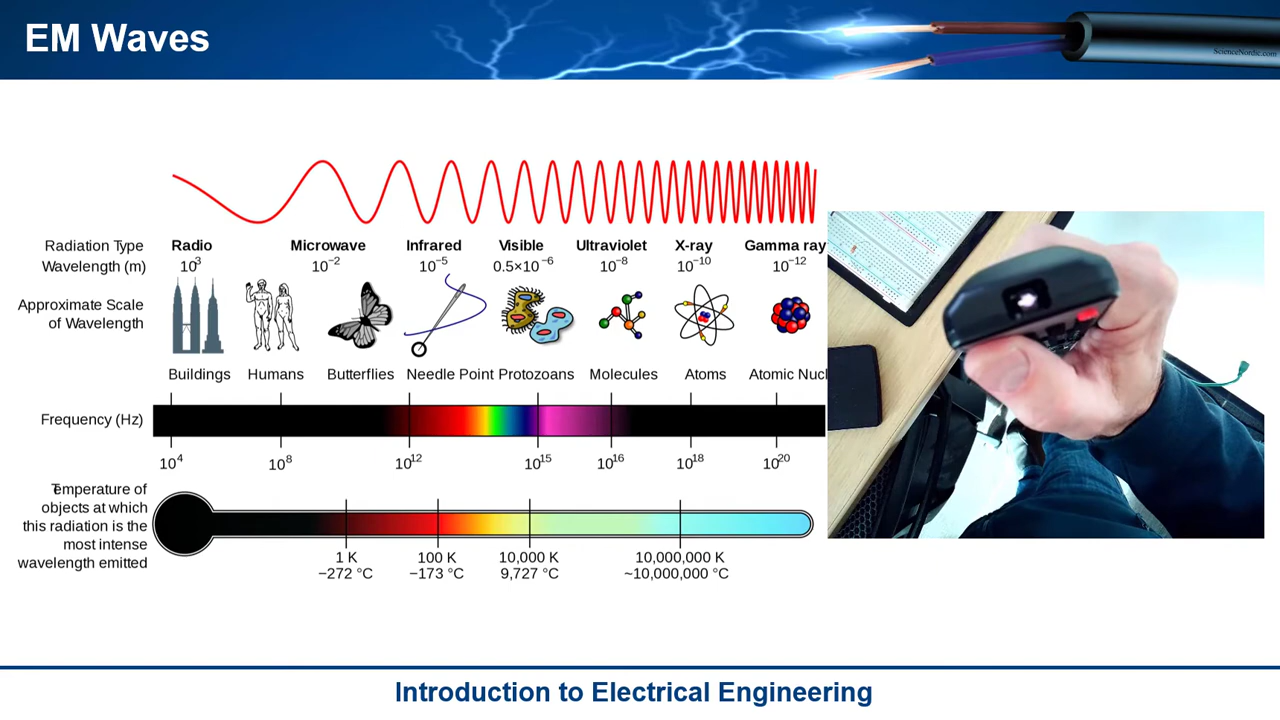 EM Waves
ScienceNordic.com
Radiation Type Radio Microwave Infrared Visible Ultraviolet X-ray Gamma ray
Wavelength (m) 10³ 10⁻² 10⁻⁵ 0.5×10⁻⁶ 10⁻⁸ 10⁻¹⁰ 10⁻¹²
Approximate Scale
of Wavelength
Buildings Humans Butterflies Needle Point Protozoans Molecules Atoms Atomic Nucl
Frequency (Hz)
10⁴ 10⁸ 10¹² 10¹⁵ 10¹⁶ 10¹⁸ 10²⁰
Temperature of
objects at which
this radiation is the
most intense
wavelength emitted
1 K 100 K 10,000 K 10,000,000 K
−272 °C −173 °C 9,727 °C ~10,000,000 °C
Introduction to Electrical Engineering